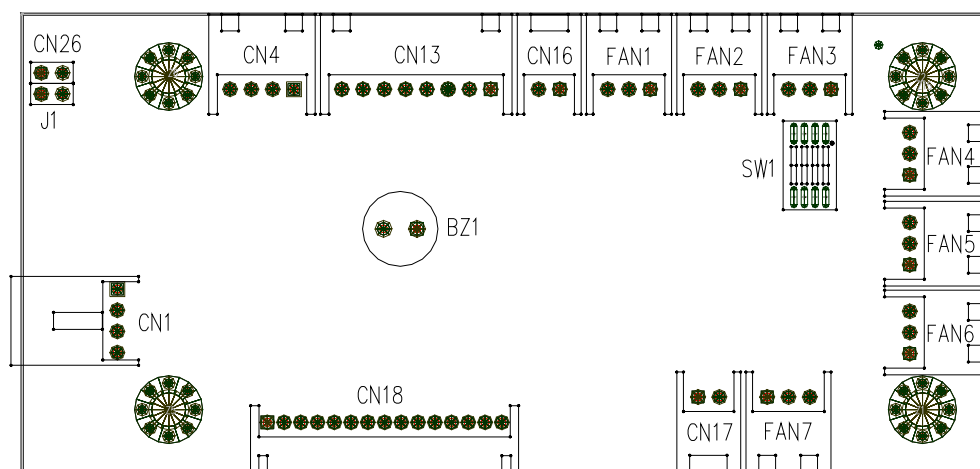 CN26
CN4
CN13
CN16
FAN1
FAN2
FAN3
J1
FAN4
SW1
BZ1
FAN5
CN1
FAN6
CN18
CN17
FAN7